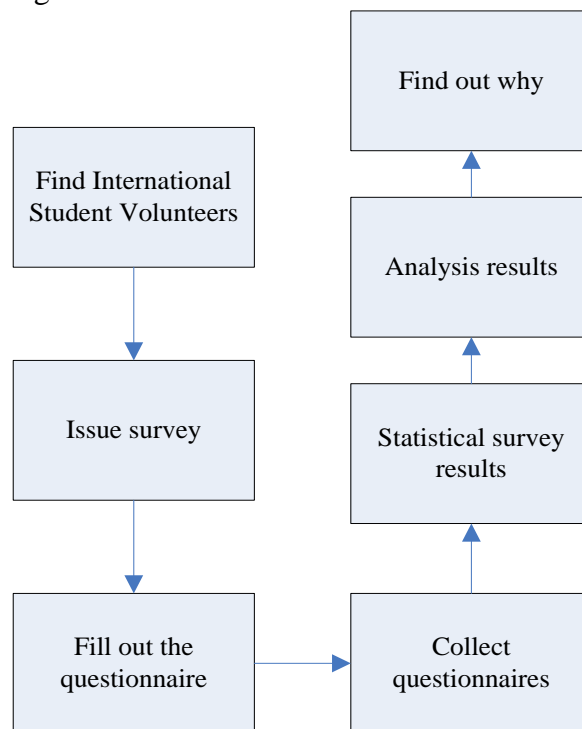 Find International
Student Volunteers
Issue survey
Fill out the
questionnaire
Collect
questionnaires
Statistical survey
results
Analysis results
Find out why